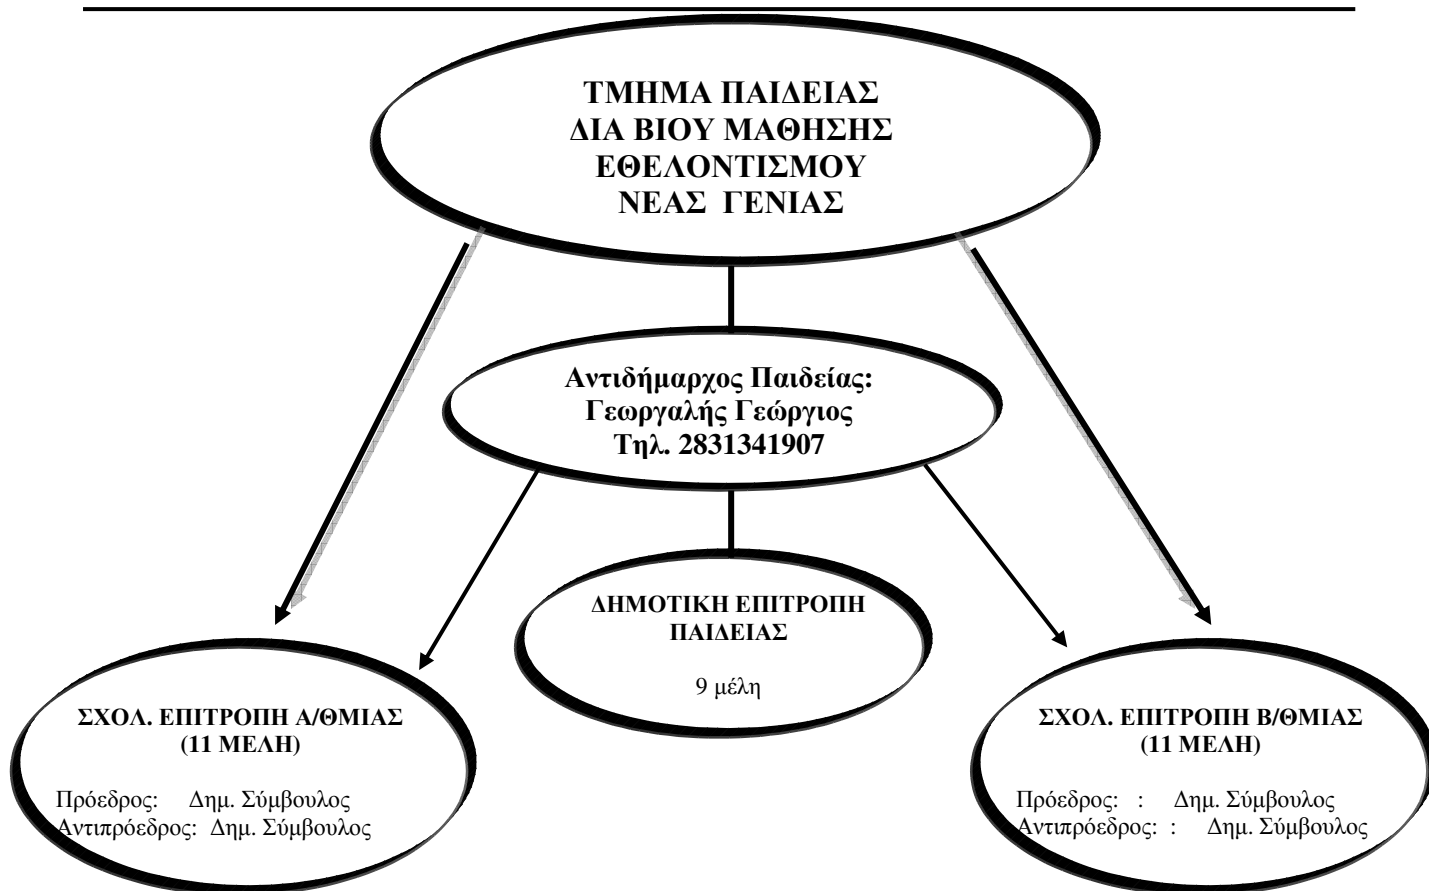 ΤΜΗΜΑ ΠΑΙΔΕΙΑΣ
ΔΙΑ ΒΙΟΥ ΜΑΘΗΣΗΣ
ΕΘΕΛΟΝΤΙΣΜΟΥ
ΝΕΑΣ ΓΕΝΙΑΣ
Αντιδήμαρχος Παιδείας:
Γεωργαλής Γεώργιος
Τηλ. 2831341907
ΔΗΜΟΤΙΚΗ ΕΠΙΤΡΟΠΗ
ΠΑΙΔΕΙΑΣ
9 μέλη
ΣΧΟΛ. ΕΠΙΤΡΟΠΗ Α/ΘΜΙΑΣ
(11 ΜΕΛΗ)
Πρόεδρος: Δημ. Σύμβουλος
Αντιπρόεδρος: Δημ. Σύμβουλος
ΣΧΟΛ. ΕΠΙΤΡΟΠΗ Β/ΘΜΙΑΣ
(11 ΜΕΛΗ)
Πρόεδρος: : Δημ. Σύμβουλος
Αντιπρόεδρος: : Δημ. Σύμβουλος